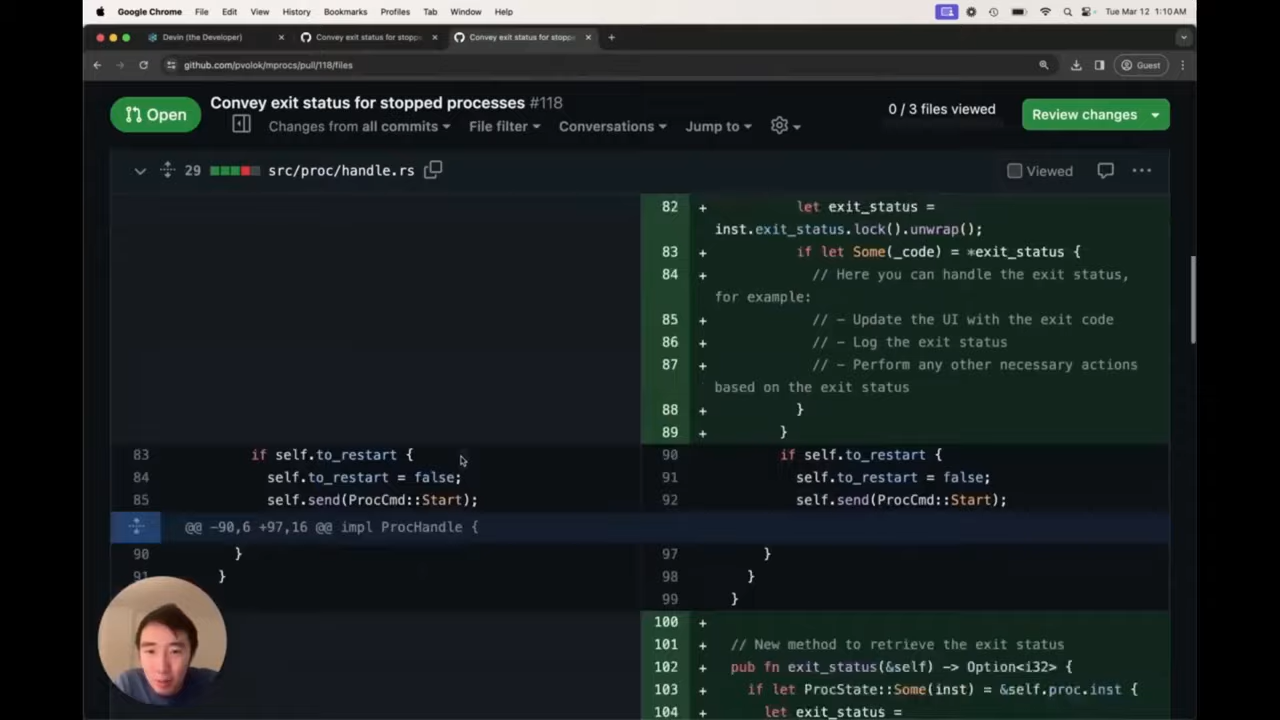 Google Chrome File Edit View History Bookmarks Profiles Tab Window Help Tue Mar 12 1:10 AM
Devin (the Developer) Convey exit status for stopp Convey exit status for stoppe
github.com/pvolok/mprocs/pull/118/files Guest
Open Convey exit status for stopped processes #118 0 / 3 files viewed Review changes
Changes from all commits File filter Conversations Jump to
29 src/proc/handle.rs Viewed
82 + let exit_status =
inst.exit_status.lock().unwrap();
83 + if let Some(_code) = *exit_status {
84 + // Here you can handle the exit status,
for example:
85 + // - Update the UI with the exit code
86 + // - Log the exit status
87 + // - Perform any other necessary actions
based on the exit status
88 + }
89 + }
83 if self.to_restart { 90 if self.to_restart {
84 self.to_restart = false; 91 self.to_restart = false;
85 self.send(ProcCmd::Start); 92 self.send(ProcCmd::Start);
@@ -90,6 +97,16 @@ impl ProcHandle {
90 } 97 }
91 } 98 }
99 }
100 +
101 + // New method to retrieve the exit status
102 + pub fn exit_status(&self) -> Option<i32> {
103 + if let ProcState::Some(inst) = &self.proc.inst {
104 + let exit_status =